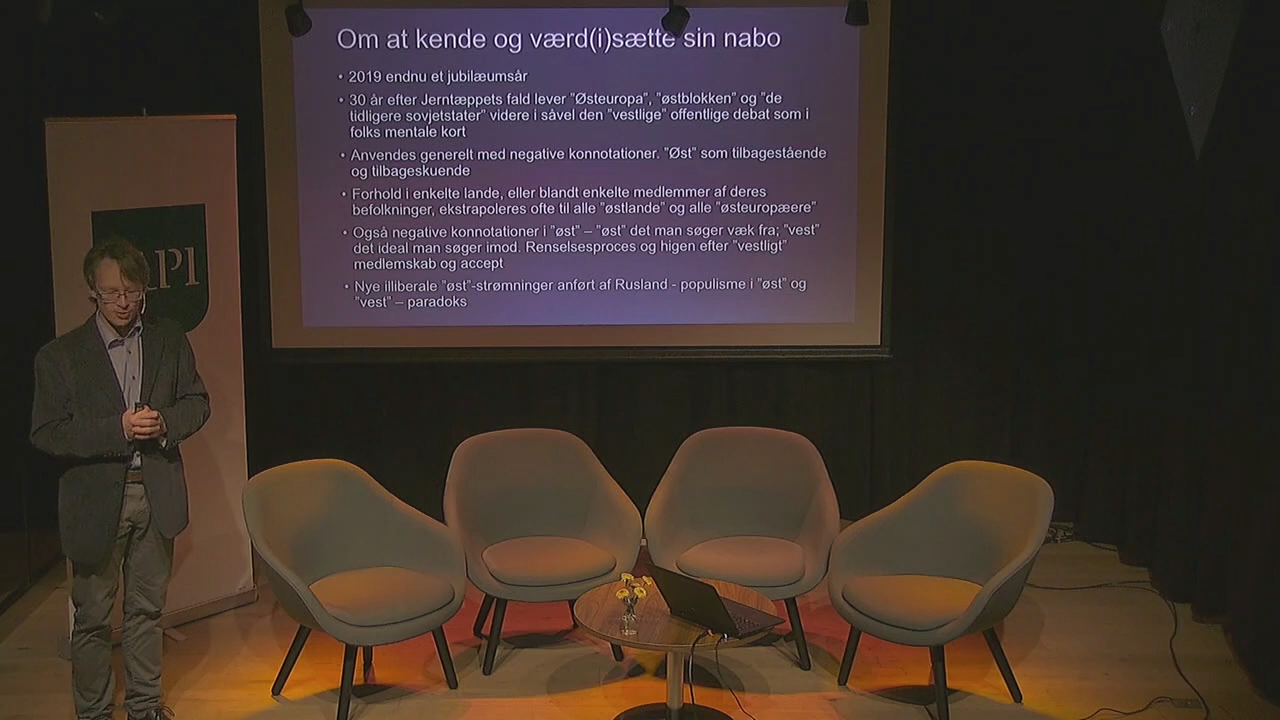 Om at kende og værd(i)sætte sin nabo
• 2019 endnu et jubilæumsår
• 30 år efter Jerntæppets fald lever ”Østeuropa”, ”østblokken” og ”de
tidligere sovjetstater” videre i såvel den ”vestlige” offentlige debat som i
folks mentale kort
• Anvendes generelt med negative konnotationer. ”Øst” som tilbagestående
og tilbageskuende
• Forhold i enkelte lande, eller blandt enkelte medlemmer af deres
befolkninger, ekstrapoleres ofte til alle ”østlande” og alle ”østeuropæere”
• Også negative konnotationer i ”øst” – ”øst” det man søger væk fra; ”vest”
det ideal man søger imod. Renselsesproces og higen efter ”vestligt”
medlemskab og accept
• Nye illiberale ”øst”-strømninger anført af Rusland - populisme i ”øst” og
”vest” – paradoks